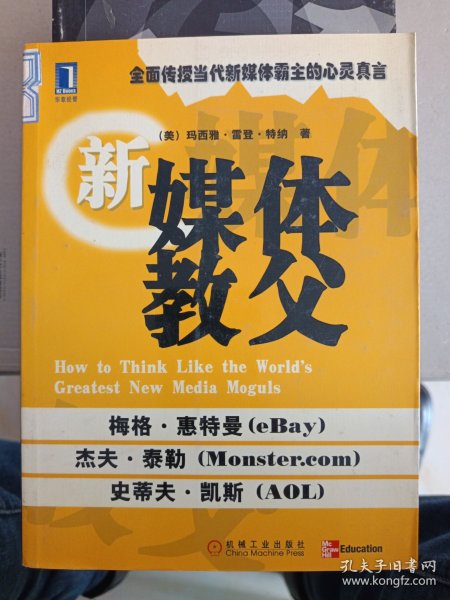 HZ Books
华章经管
全面传授当代新媒体霸主的心灵真言
(美) 玛西雅·雷登·特纳 著
媒体
新媒体
教父
How to Think Like the World's
Greatest New Media Moguls
梅格·惠特曼 (eBay)
杰夫·泰勒 (Monster.com)
史蒂夫·凯斯 (AOL)
机械工业出版社
China Machine Press
Mc
Graw
Hill
Education
孔夫子旧书网
www.kongfz.com